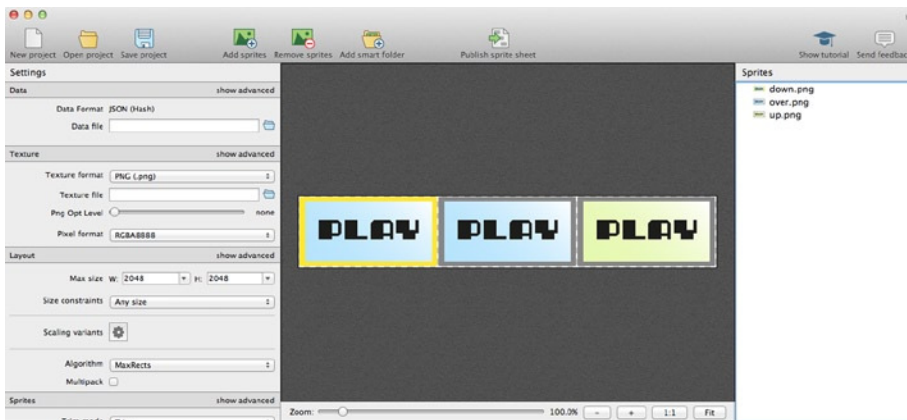 New project Open project Save project Add sprites Remove sprites Add smart folder Publish sprite sheet Show tutorial Send feedbac
Settings
Data show advanced
Data Format JSON (Hash)
Data file
Texture show advanced
Texture format PNG (.png)
Texture file
Png Opt Level none
Pixel format RGBA8888
Layout show advanced
Max size W: 2048 H: 2048
Size constraints Any size
Scaling variants
Algorithm MaxRects
Multipack
Sprites show advanced
PLAY PLAY PLAY
Zoom: 100.0% - + 1:1 Fit
Sprites
down.png
over.png
up.png